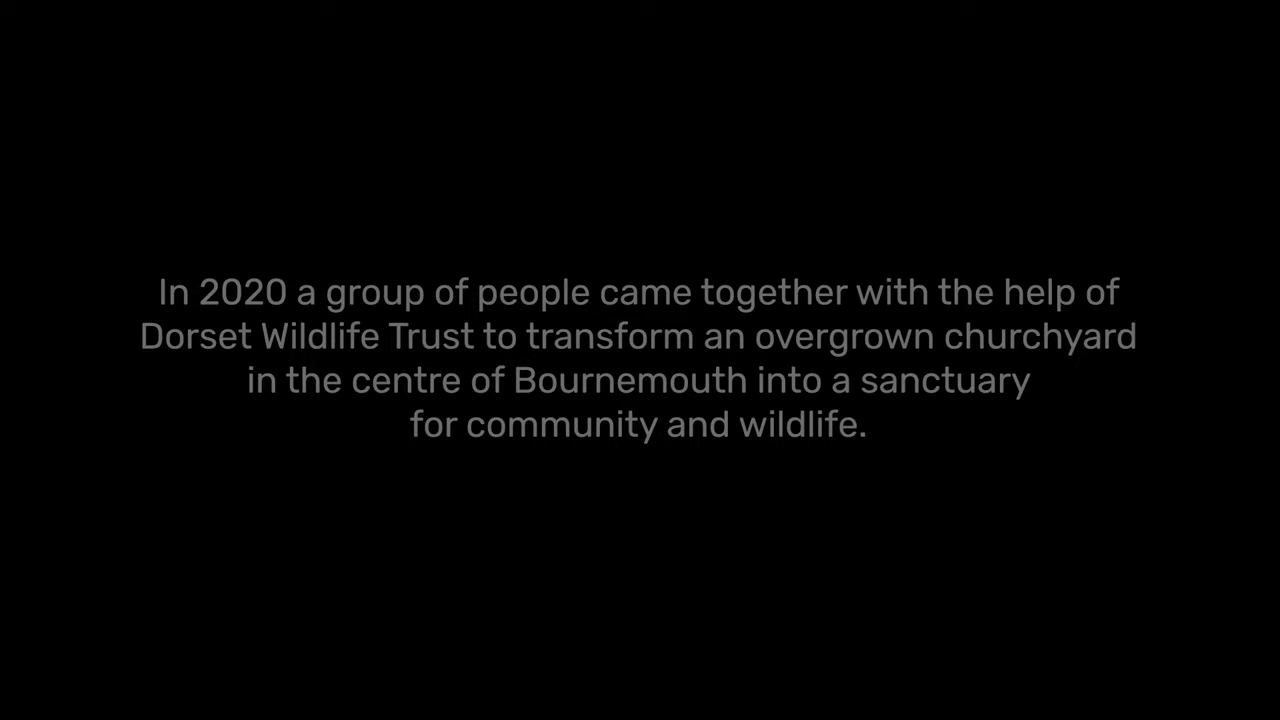 In 2020 a group of people came together with the help of
Dorset Wildlife Trust to transform an overgrown churchyard
in the centre of Bournemouth into a sanctuary
for community and wildlife.